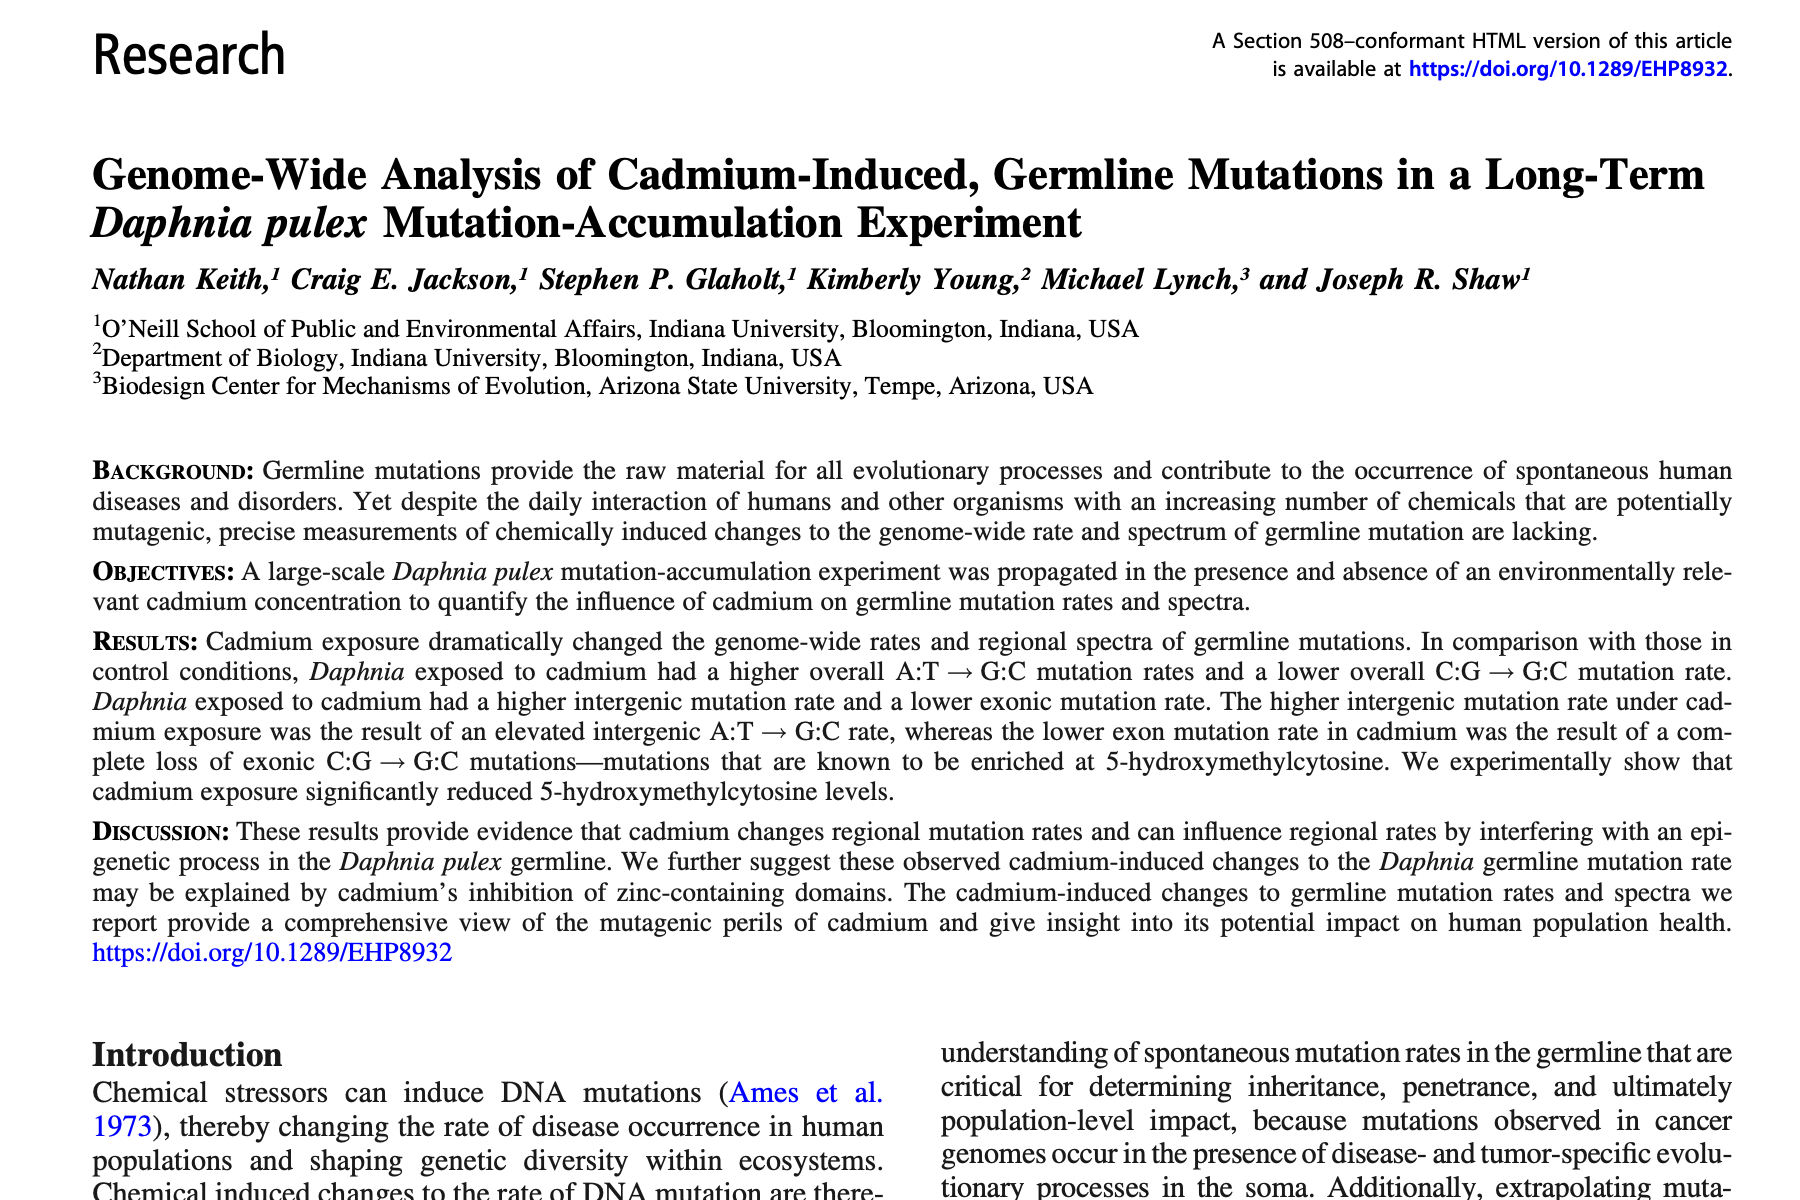 Research
A Section 508–conformant HTML version of this article
is available at https://doi.org/10.1289/EHP8932.
Genome-Wide Analysis of Cadmium-Induced, Germline Mutations in a Long-Term
Daphnia pulex Mutation-Accumulation Experiment
Nathan Keith,¹ Craig E. Jackson,¹ Stephen P. Glaholt,¹ Kimberly Young,² Michael Lynch,³ and Joseph R. Shaw¹
¹O’Neill School of Public and Environmental Affairs, Indiana University, Bloomington, Indiana, USA
²Department of Biology, Indiana University, Bloomington, Indiana, USA
³Biodesign Center for Mechanisms of Evolution, Arizona State University, Tempe, Arizona, USA
BACKGROUND: Germline mutations provide the raw material for all evolutionary processes and contribute to the occurrence of spontaneous human
diseases and disorders. Yet despite the daily interaction of humans and other organisms with an increasing number of chemicals that are potentially
mutagenic, precise measurements of chemically induced changes to the genome-wide rate and spectrum of germline mutation are lacking.
OBJECTIVES: A large-scale Daphnia pulex mutation-accumulation experiment was propagated in the presence and absence of an environmentally rele-
vant cadmium concentration to quantify the influence of cadmium on germline mutation rates and spectra.
RESULTS: Cadmium exposure dramatically changed the genome-wide rates and regional spectra of germline mutations. In comparison with those in
control conditions, Daphnia exposed to cadmium had a higher overall A:T → G:C mutation rates and a lower overall C:G → G:C mutation rate.
Daphnia exposed to cadmium had a higher intergenic mutation rate and a lower exonic mutation rate. The higher intergenic mutation rate under cad-
mium exposure was the result of an elevated intergenic A:T → G:C rate, whereas the lower exon mutation rate in cadmium was the result of a com-
plete loss of exonic C:G → G:C mutations—mutations that are known to be enriched at 5-hydroxymethylcytosine. We experimentally show that
cadmium exposure significantly reduced 5-hydroxymethylcytosine levels.
DISCUSSION: These results provide evidence that cadmium changes regional mutation rates and can influence regional rates by interfering with an epi-
genetic process in the Daphnia pulex germline. We further suggest these observed cadmium-induced changes to the Daphnia germline mutation rate
may be explained by cadmium’s inhibition of zinc-containing domains. The cadmium-induced changes to germline mutation rates and spectra we
report provide a comprehensive view of the mutagenic perils of cadmium and give insight into its potential impact on human population health.
https://doi.org/10.1289/EHP8932
Introduction
Chemical stressors can induce DNA mutations (Ames et al.
1973), thereby changing the rate of disease occurrence in human
populations and shaping genetic diversity within ecosystems.
Chemical induced changes to the rate of DNA mutation are there-
understanding of spontaneous mutation rates in the germline that are
critical for determining inheritance, penetrance, and ultimately
population-level impact, because mutations observed in cancer
genomes occur in the presence of disease- and tumor-specific evolu-
tionary processes in the soma. Additionally, extrapolating muta-